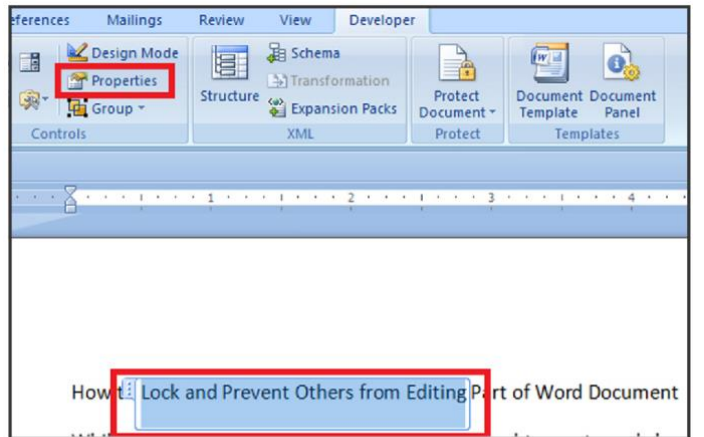 eferences Mailings Review View Developer
Design Mode Schema
Properties Transformation
Structure Protect Document Document
Group Expansion Packs Document Template Panel
Controls XML Protect Templates
1 2 3 4
How t Lock and Prevent Others from Editing Part of Word Document